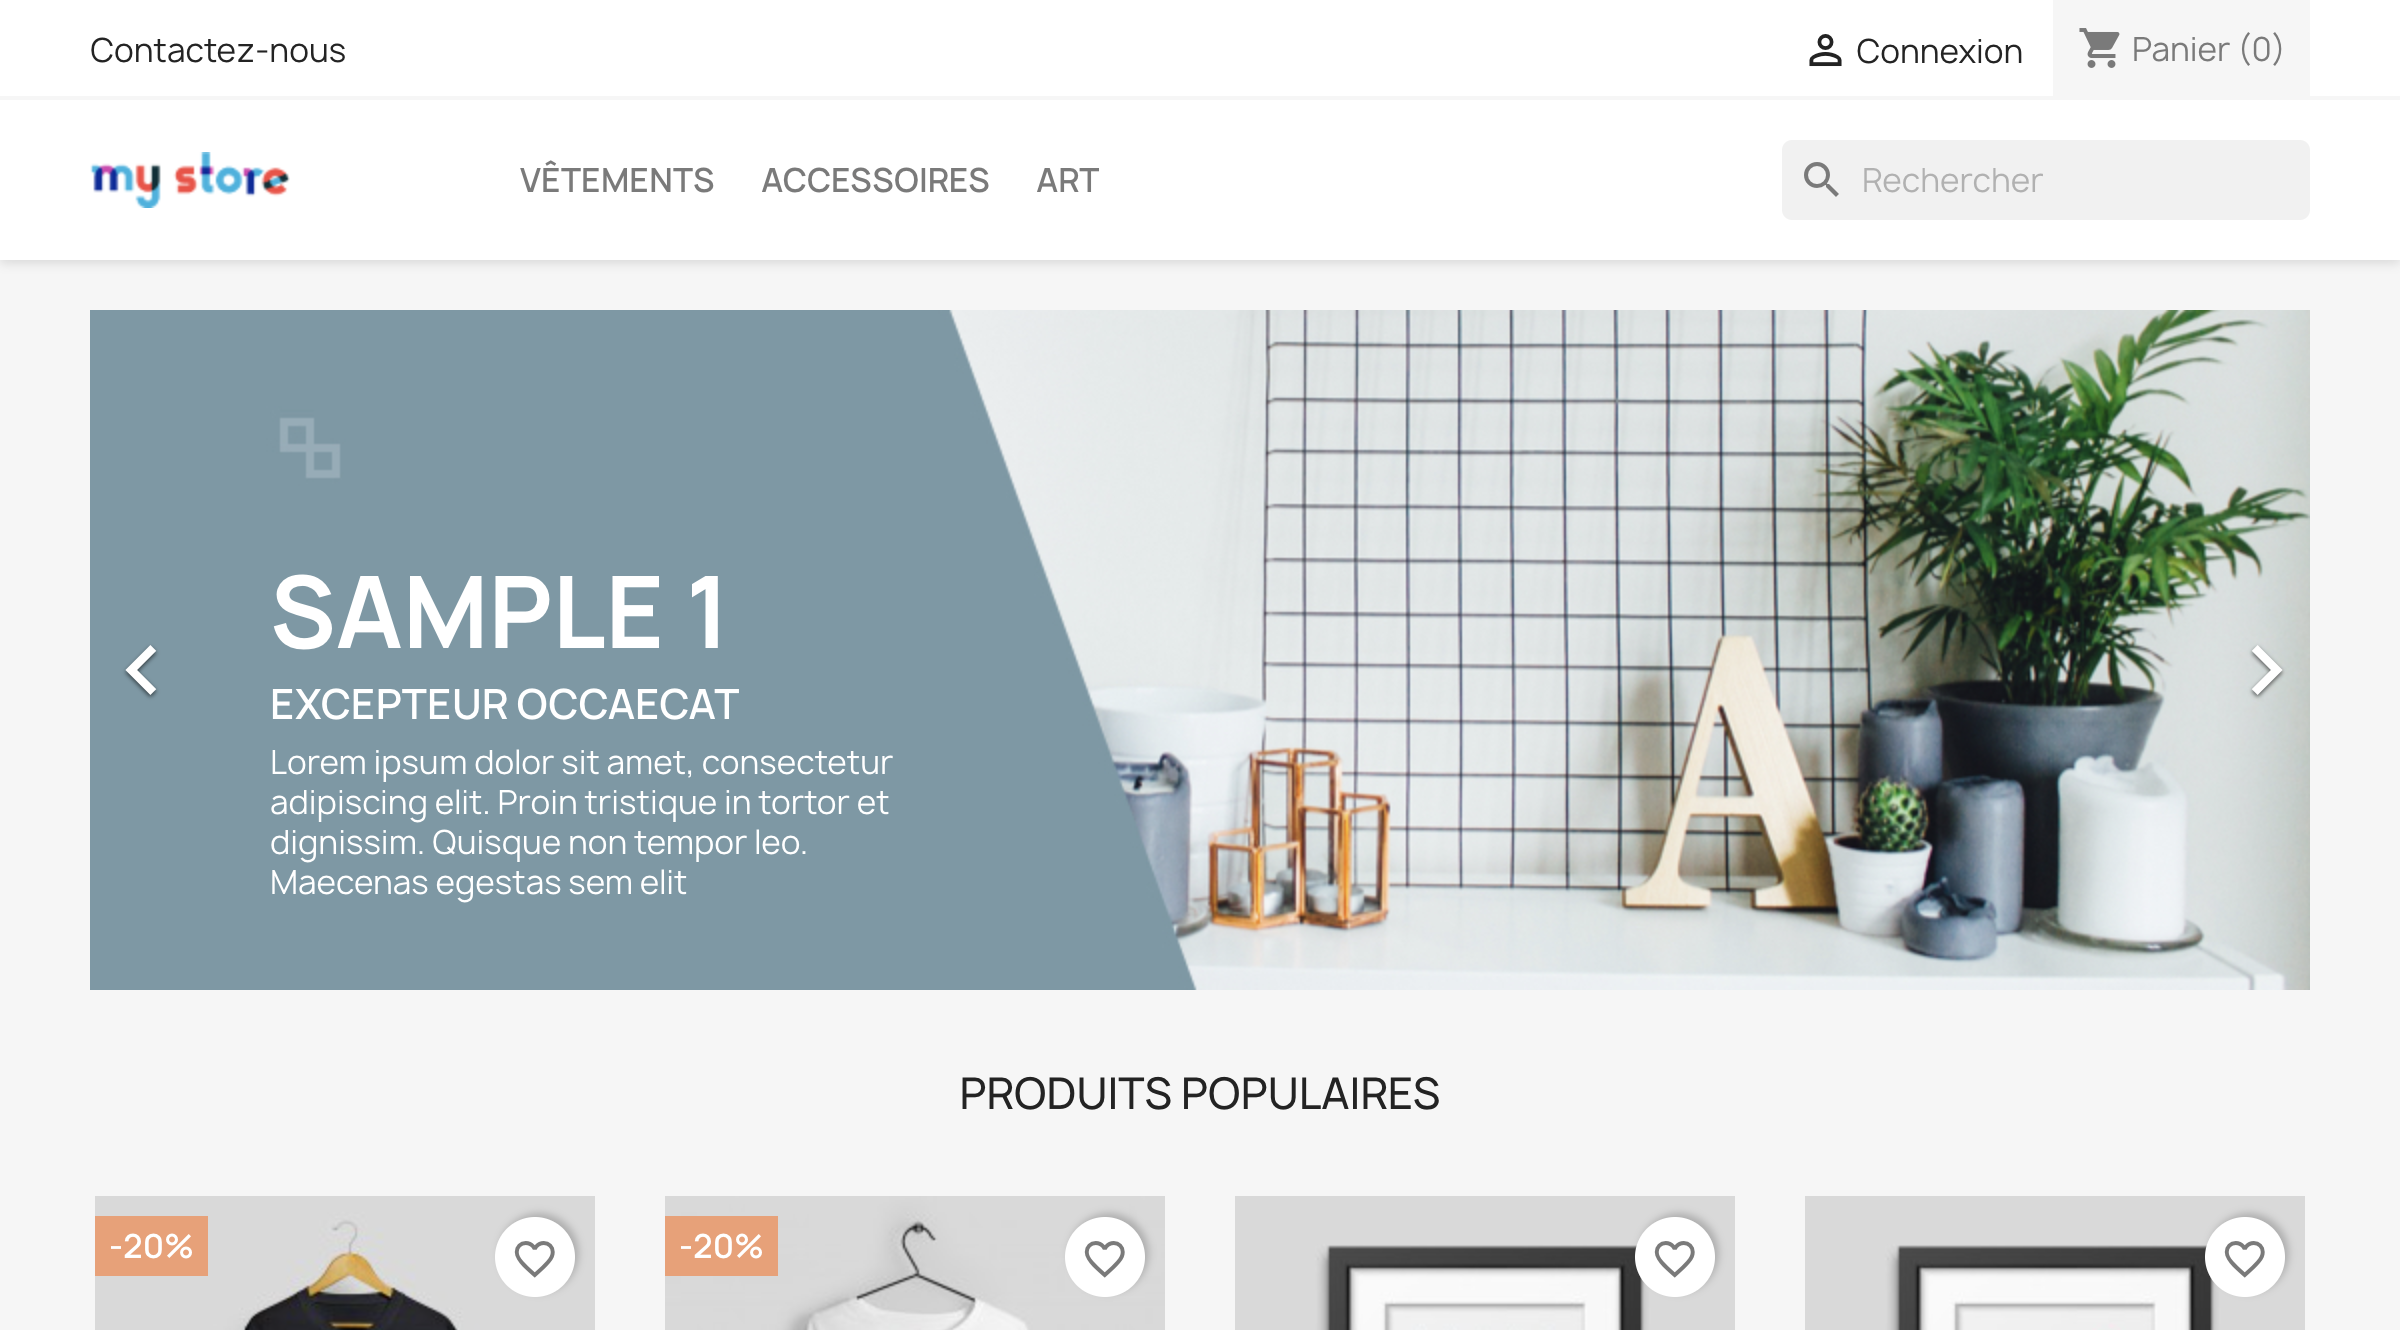 Contactez-nous
Connexion
Panier (0)
my store
VÊTEMENTS
ACCESSOIRES
ART
Rechercher
SAMPLE 1
EXCEPTEUR OCCAECAT
Lorem ipsum dolor sit amet, consectetur
adipiscing elit. Proin tristique in tortor et
dignissim. Quisque non tempor leo.
Maecenas egestas sem elit
A
PRODUITS POPULAIRES
-20%
-20%